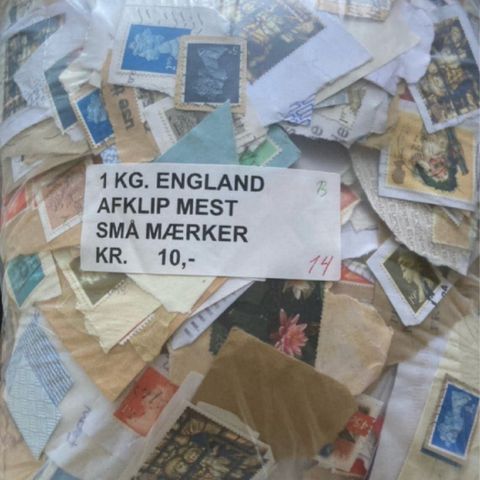 1 KG. ENGLAND B
AFKLIP MEST
SMÅ MÆRKER
KR. 10,- 14